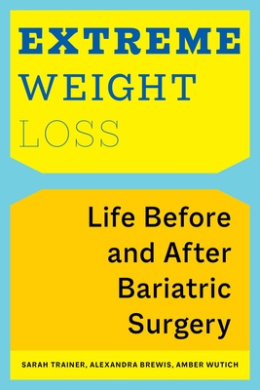 EXTREME
WEIGHT
LOSS
Life Before
and After
Bariatric
Surgery
SARAH TRAINER, ALEXANDRA BREWIS, AMBER WUTICH